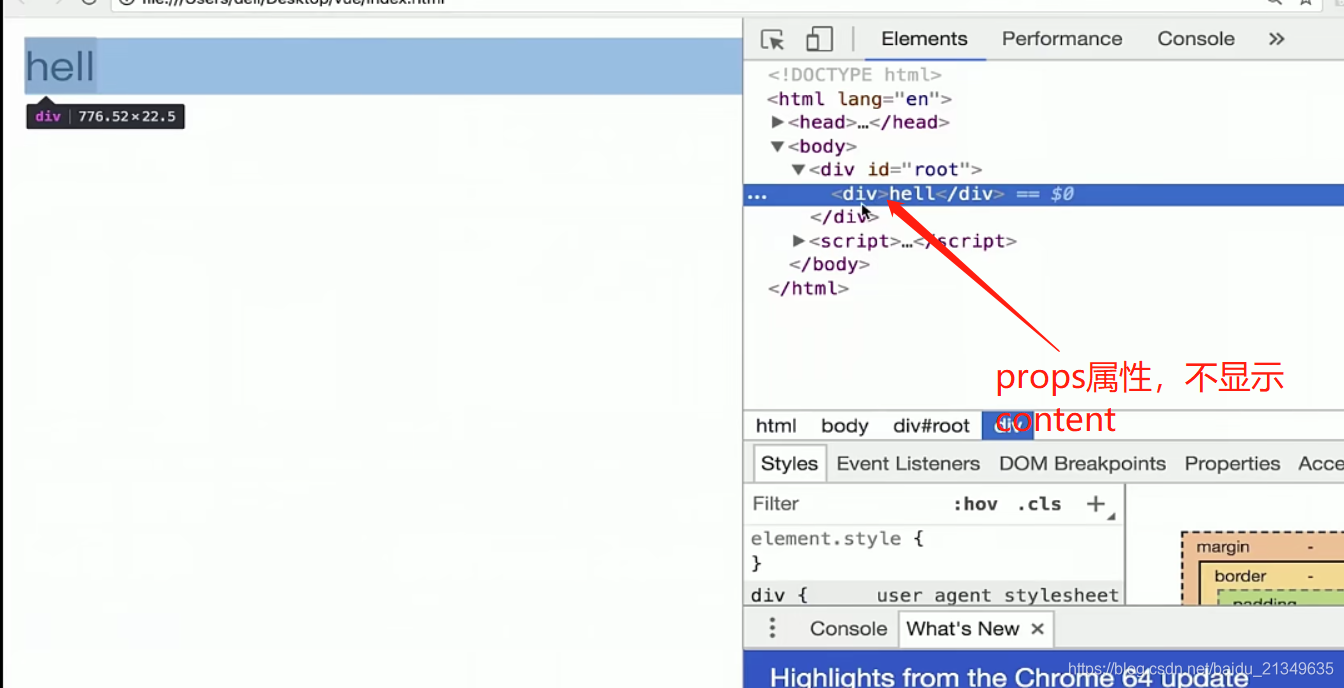 file:///Users/dell/Desktop/vue/index.html
hell
div | 776.52×22.5
Elements Performance Console »
<!DOCTYPE html>
<html lang="en">
▶<head>…</head>
▼<body>
▼<div id="root">
… <div>hell</div> == $0
</div>
▶<script>…</script>
</body>
</html>
props属性，不显示
content
html body div#root div
Styles Event Listeners DOM Breakpoints Properties Acce
Filter :hov .cls +
element.style {
}
div { user agent stylesheet
margin -
border -
padding
Console What's New ×
https://blog.csdn.net/baidu_21349635
Highlights from the Chrome 64 update